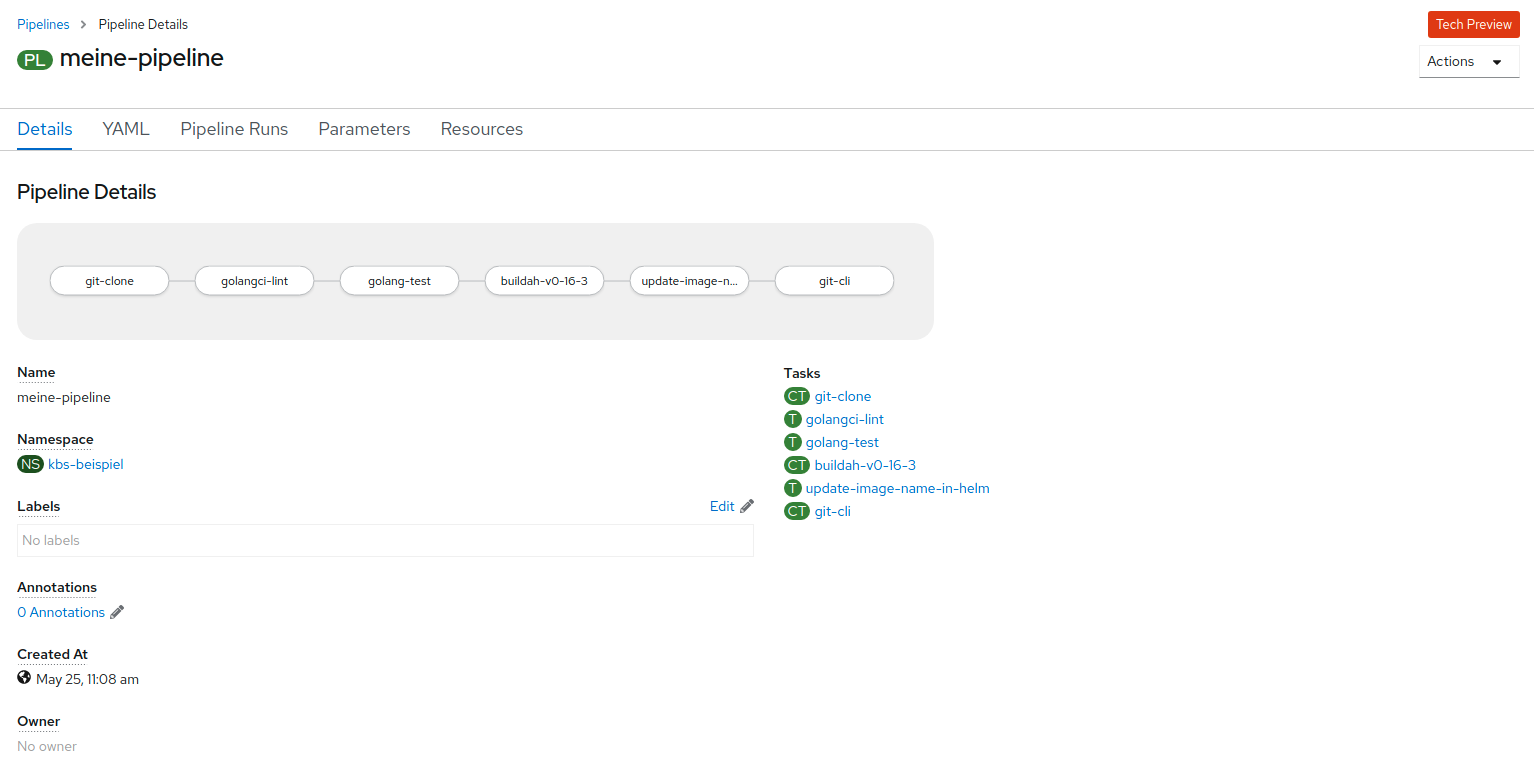 Pipelines > Pipeline Details
Tech Preview
PL meine-pipeline
Actions
Details YAML Pipeline Runs Parameters Resources
Pipeline Details
git-clone golangci-lint golang-test buildah-v0-16-3 update-image-n... git-cli
Name
meine-pipeline
Namespace
NS kbs-beispiel
Labels
Edit
No labels
Annotations
0 Annotations
Created At
May 25, 11:08 am
Owner
No owner
Tasks
CT git-clone
T golangci-lint
T golang-test
CT buildah-v0-16-3
T update-image-name-in-helm
CT git-cli